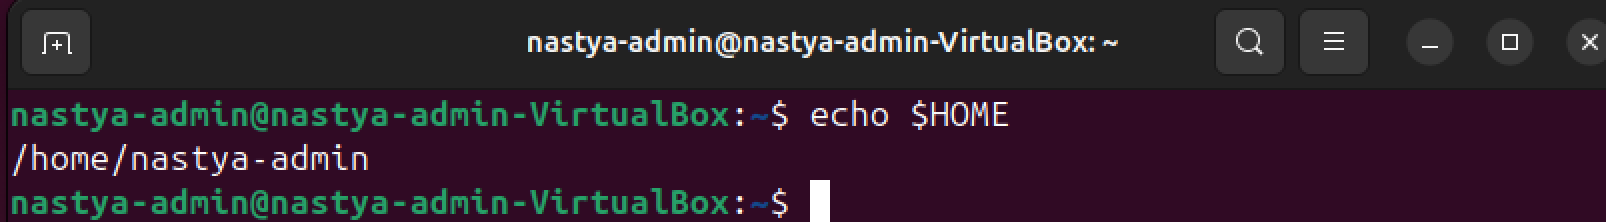 nastya-admin@nastya-admin-VirtualBox: ~
nastya-admin@nastya-admin-VirtualBox:~$ echo $HOME
/home/nastya-admin
nastya-admin@nastya-admin-VirtualBox:~$